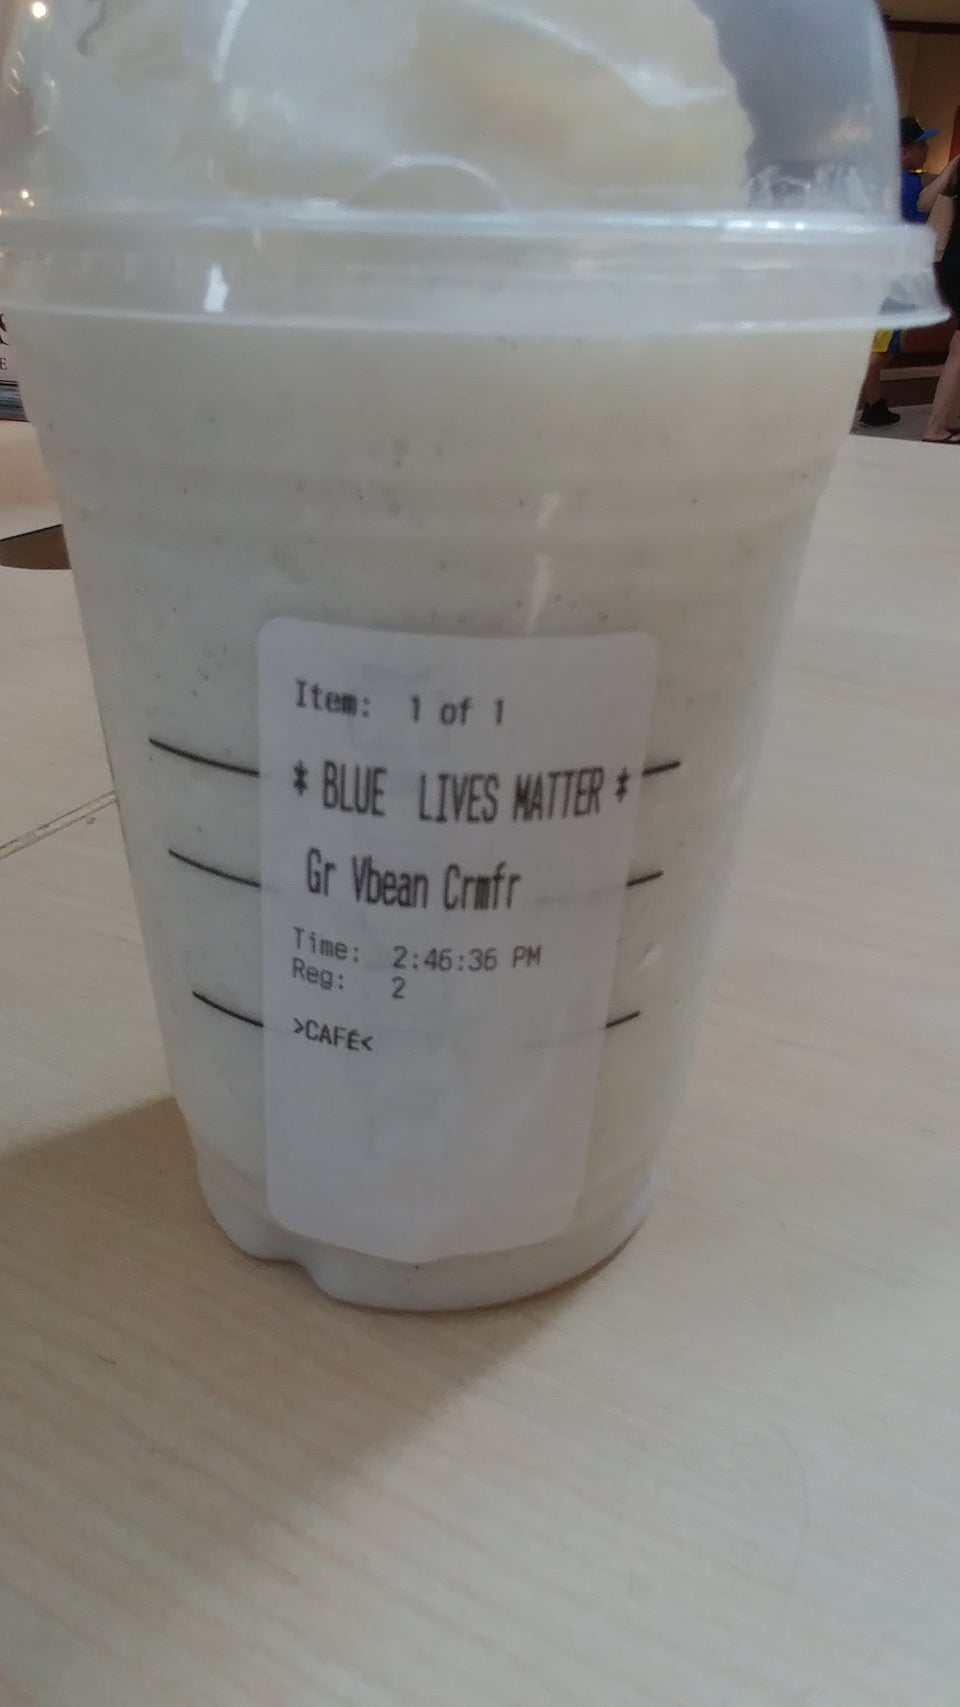 Item: 1 of 1
* BLUE LIVES MATTER *
Gr Vbean Crmfr
Time: 2:46:36 PM
Reg: 2
>CAFÉ<